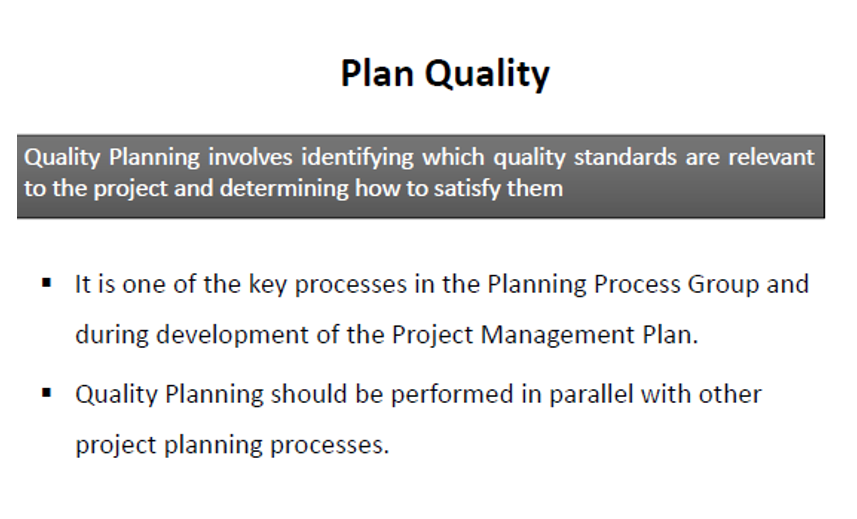 Plan Quality
Quality Planning involves identifying which quality standards are relevant
to the project and determining how to satisfy them
▪ It is one of the key processes in the Planning Process Group and
during development of the Project Management Plan.
▪ Quality Planning should be performed in parallel with other
project planning processes.